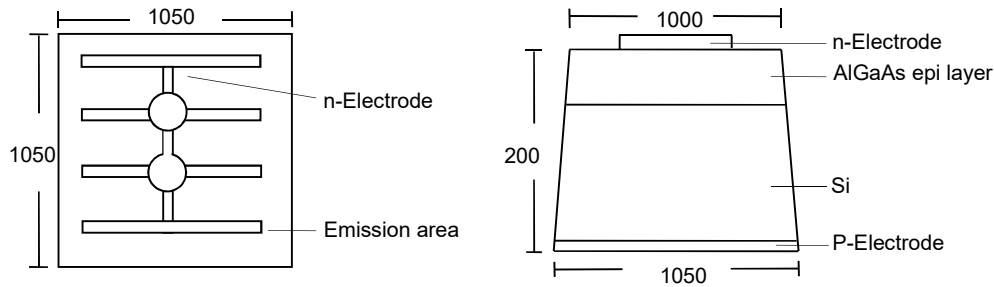 1050
1050
n-Electrode
Emission area
1000
n-Electrode
AlGaAs epi layer
200
Si
P-Electrode
1050